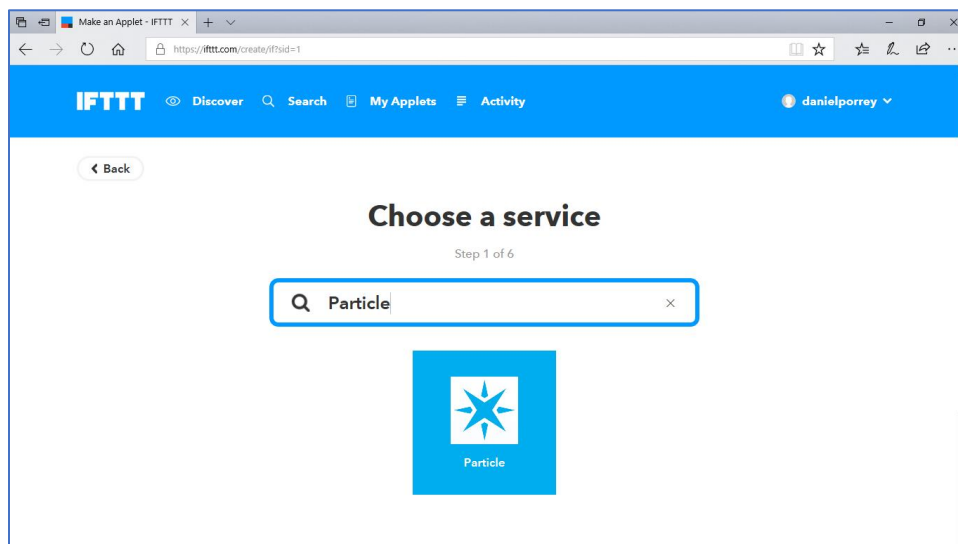 Make an Applet - IFTTT
https://ifttt.com/create/if?sid=1
IFTTT Discover Search My Applets Activity danielporrey
Back
Choose a service
Step 1 of 6
Particle
Particle